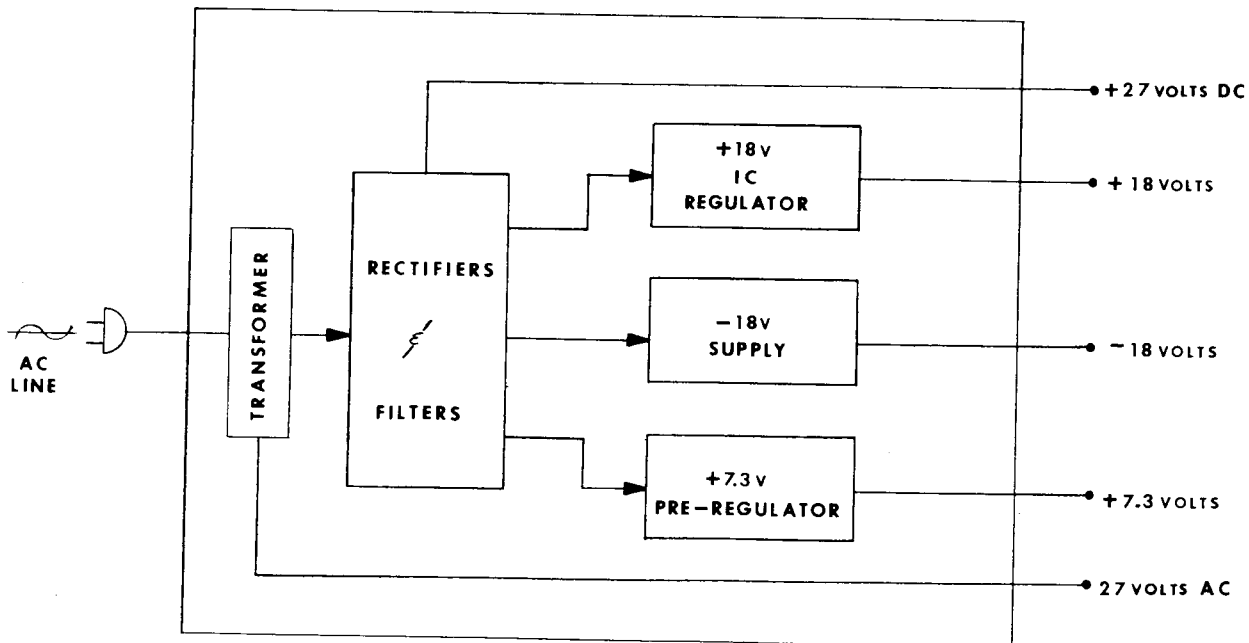 +27 VOLTS DC
+18V
IC
REGULATOR
+18 VOLTS
TRANSFORMER
RECTIFIERS
&
FILTERS
-18V
SUPPLY
-18 VOLTS
AC
LINE
+7.3V
PRE-REGULATOR
+7.3 VOLTS
27 VOLTS AC